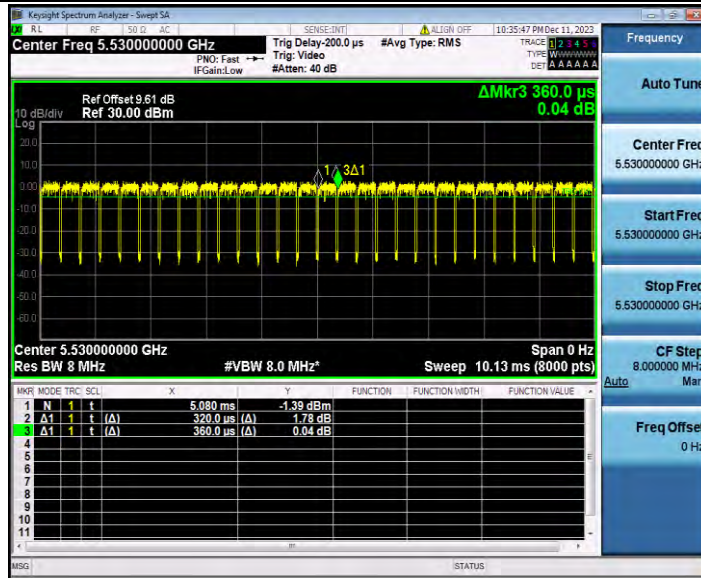 Keysight Spectrum Analyzer - Swept SA
RL RF 50 Ω AC SENSE:INT ALIGN OFF 10:35:47 PM Dec 11, 2023
Center Freq 5.530000000 GHz
PNO: Fast
IFGain:Low
Trig Delay-200.0 µs
Trig: Video
#Atten: 40 dB
#Avg Type: RMS
TRACE 1 2 3 4 5 6
TYPE WWWWWW
DET A A A A A A
Ref Offset 9.61 dB
10 dB/div Ref 30.00 dBm
Log
ΔMkr3 360.0 µs
0.04 dB
20.0
10.0
0.00
-10.0
-20.0
-30.0
-40.0
-50.0
-60.0
1 3Δ1
Center 5.530000000 GHz Span 0 Hz
Res BW 8 MHz #VBW 8.0 MHz* Sweep 10.13 ms (8000 pts)
MKR MODE TRC SCL X Y FUNCTION FUNCTION WIDTH FUNCTION VALUE
1 N 1 t 5.080 ms -1.39 dBm
2 Δ1 1 t (Δ) 320.0 µs (Δ) 1.78 dB
3 Δ1 1 t (Δ) 360.0 µs (Δ) 0.04 dB
4
5
6
7
8
9
10
11
MSG STATUS
Frequency
Auto Tune
Center Freq
5.530000000 GHz
Start Freq
5.530000000 GHz
Stop Freq
5.530000000 GHz
CF Step
8.000000 MHz
Auto Man
Freq Offset
0 Hz